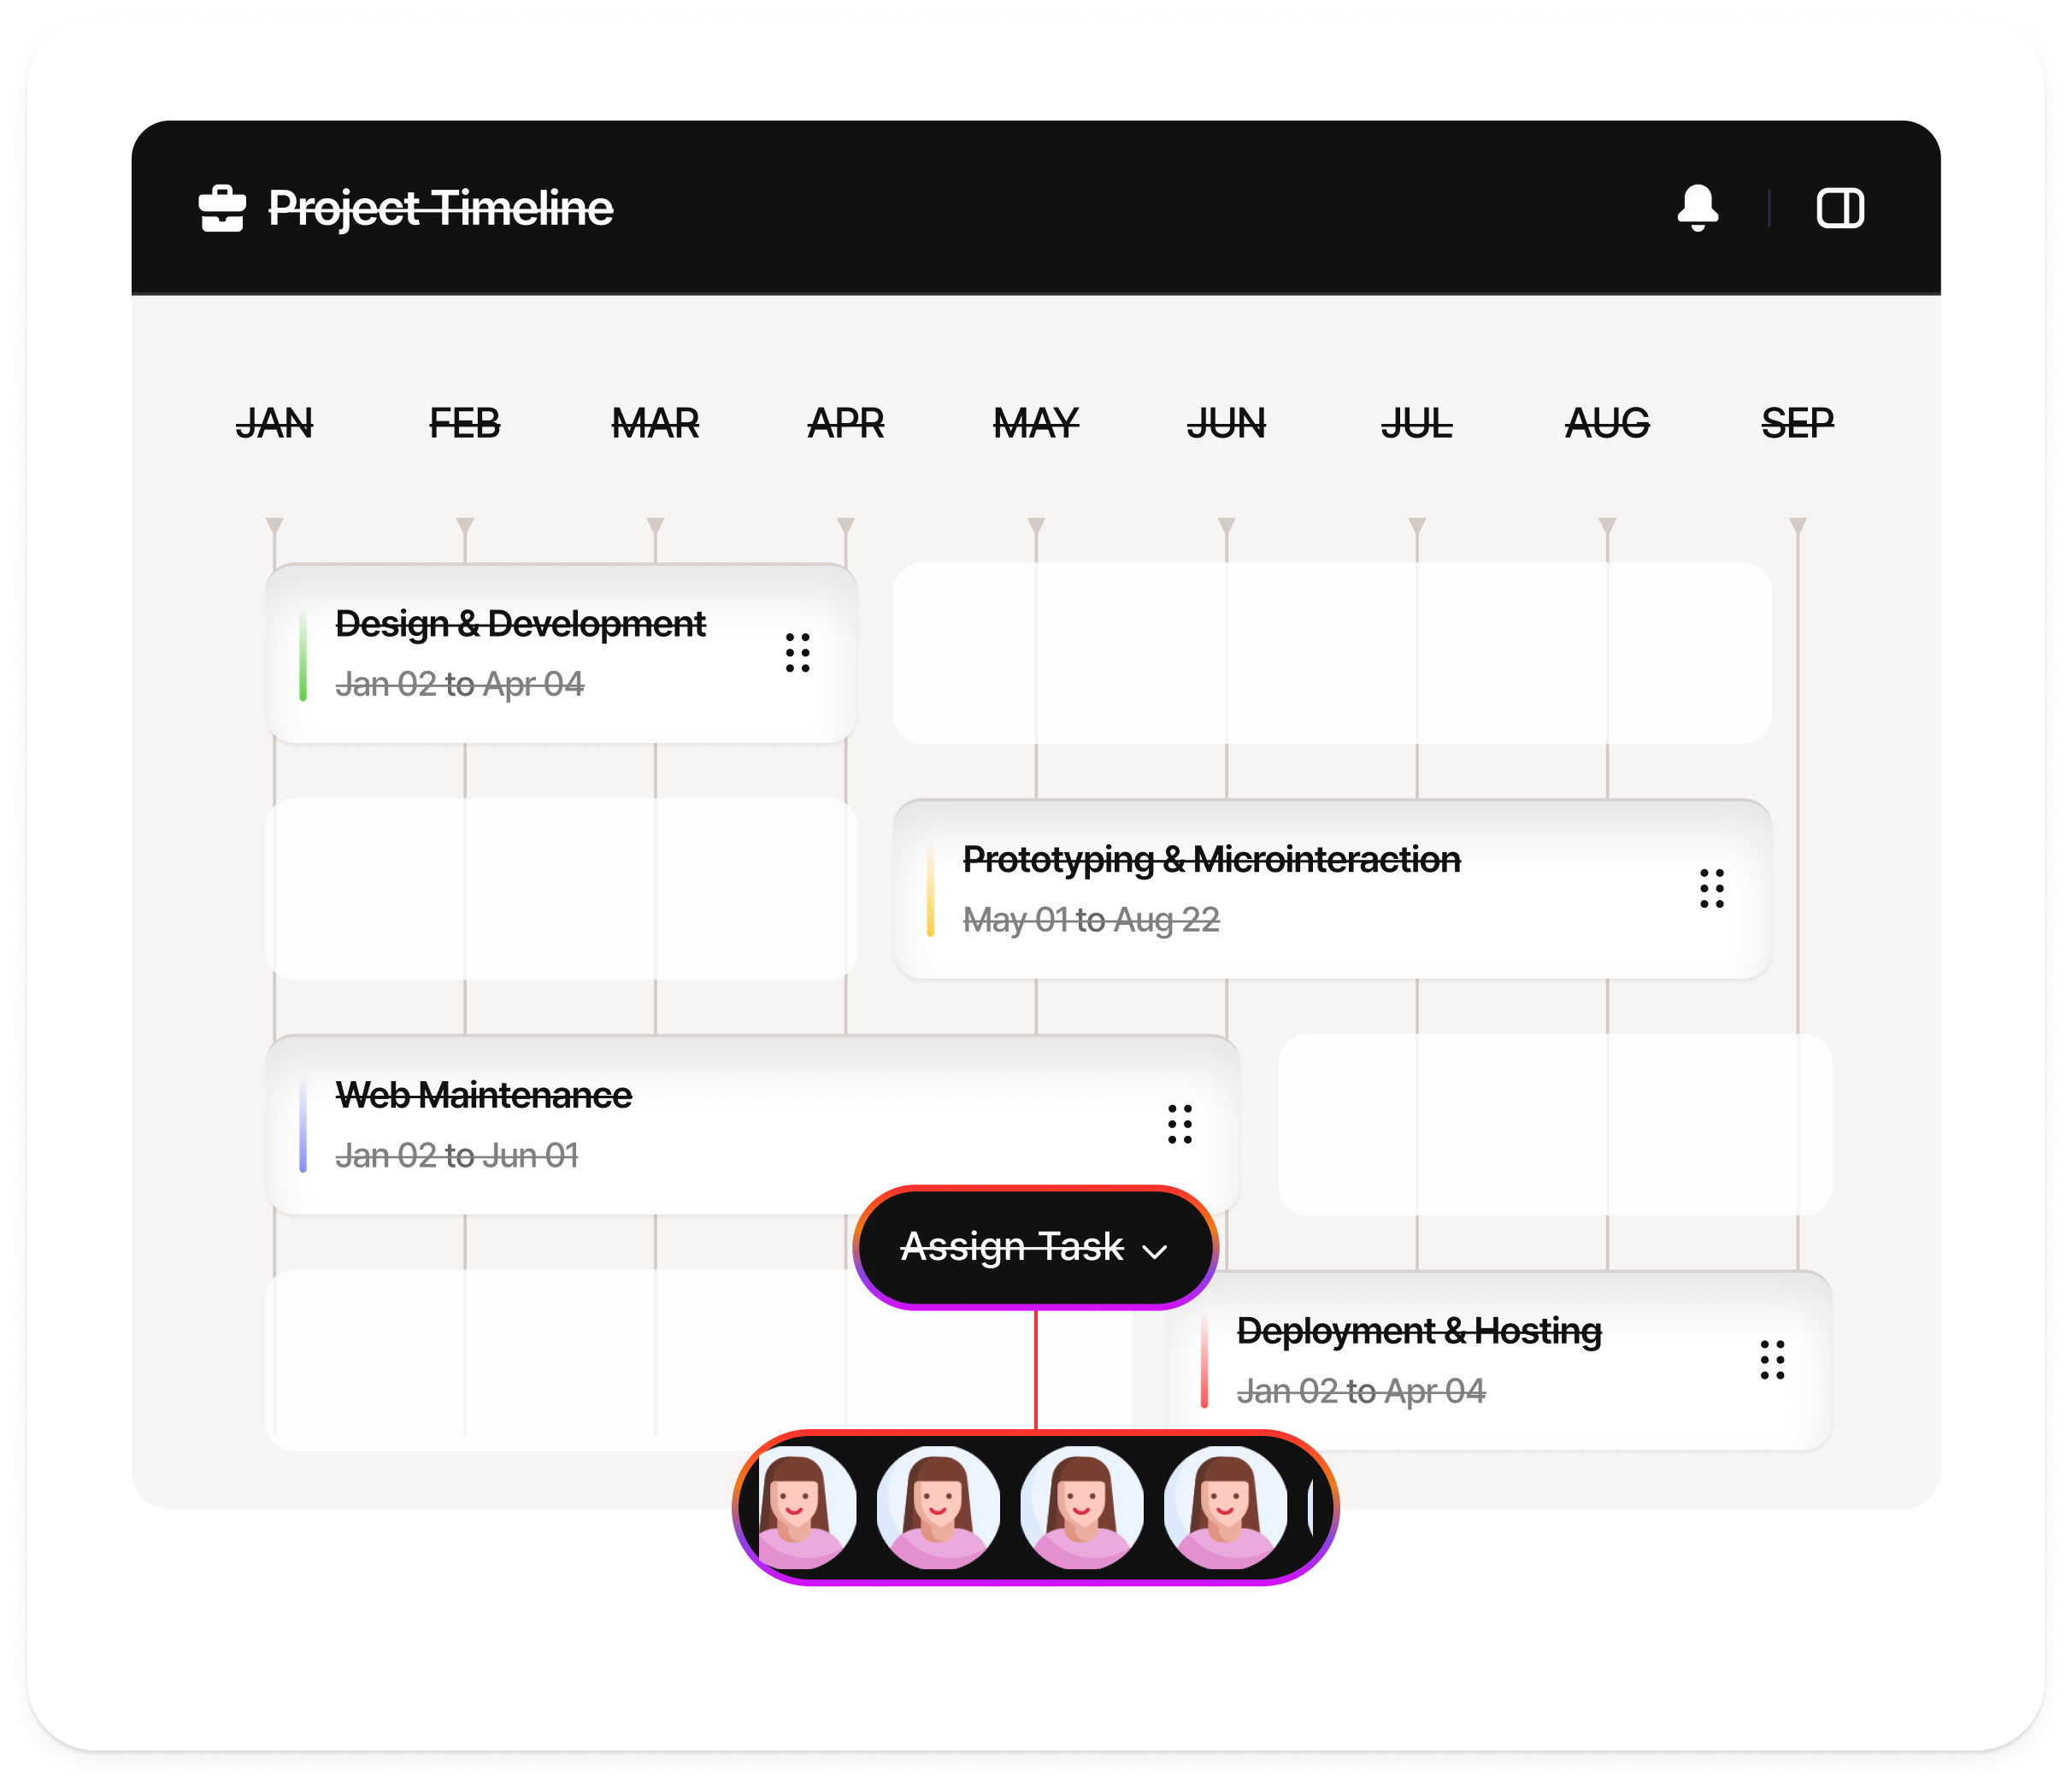 Project Timeline
JAN FEB MAR APR MAY JUN JUL AUG SEP
Design & Development
Jan 02 to Apr 04
Prototyping & Microinteraction
May 01 to Aug 22
Web Maintenance
Jan 02 to Jun 01
Assign Task
Deployment & Hosting
Jan 02 to Apr 04